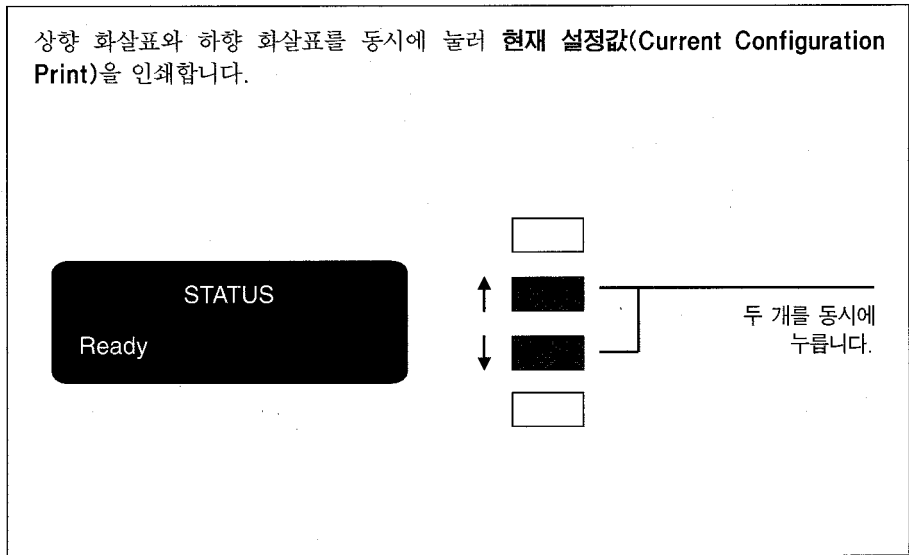 상향 화살표와 하향 화살표를 동시에 눌러 현재 설정값(Current Configuration
Print)을 인쇄합니다.
STATUS
Ready
↑
↓
두 개를 동시에
누릅니다.